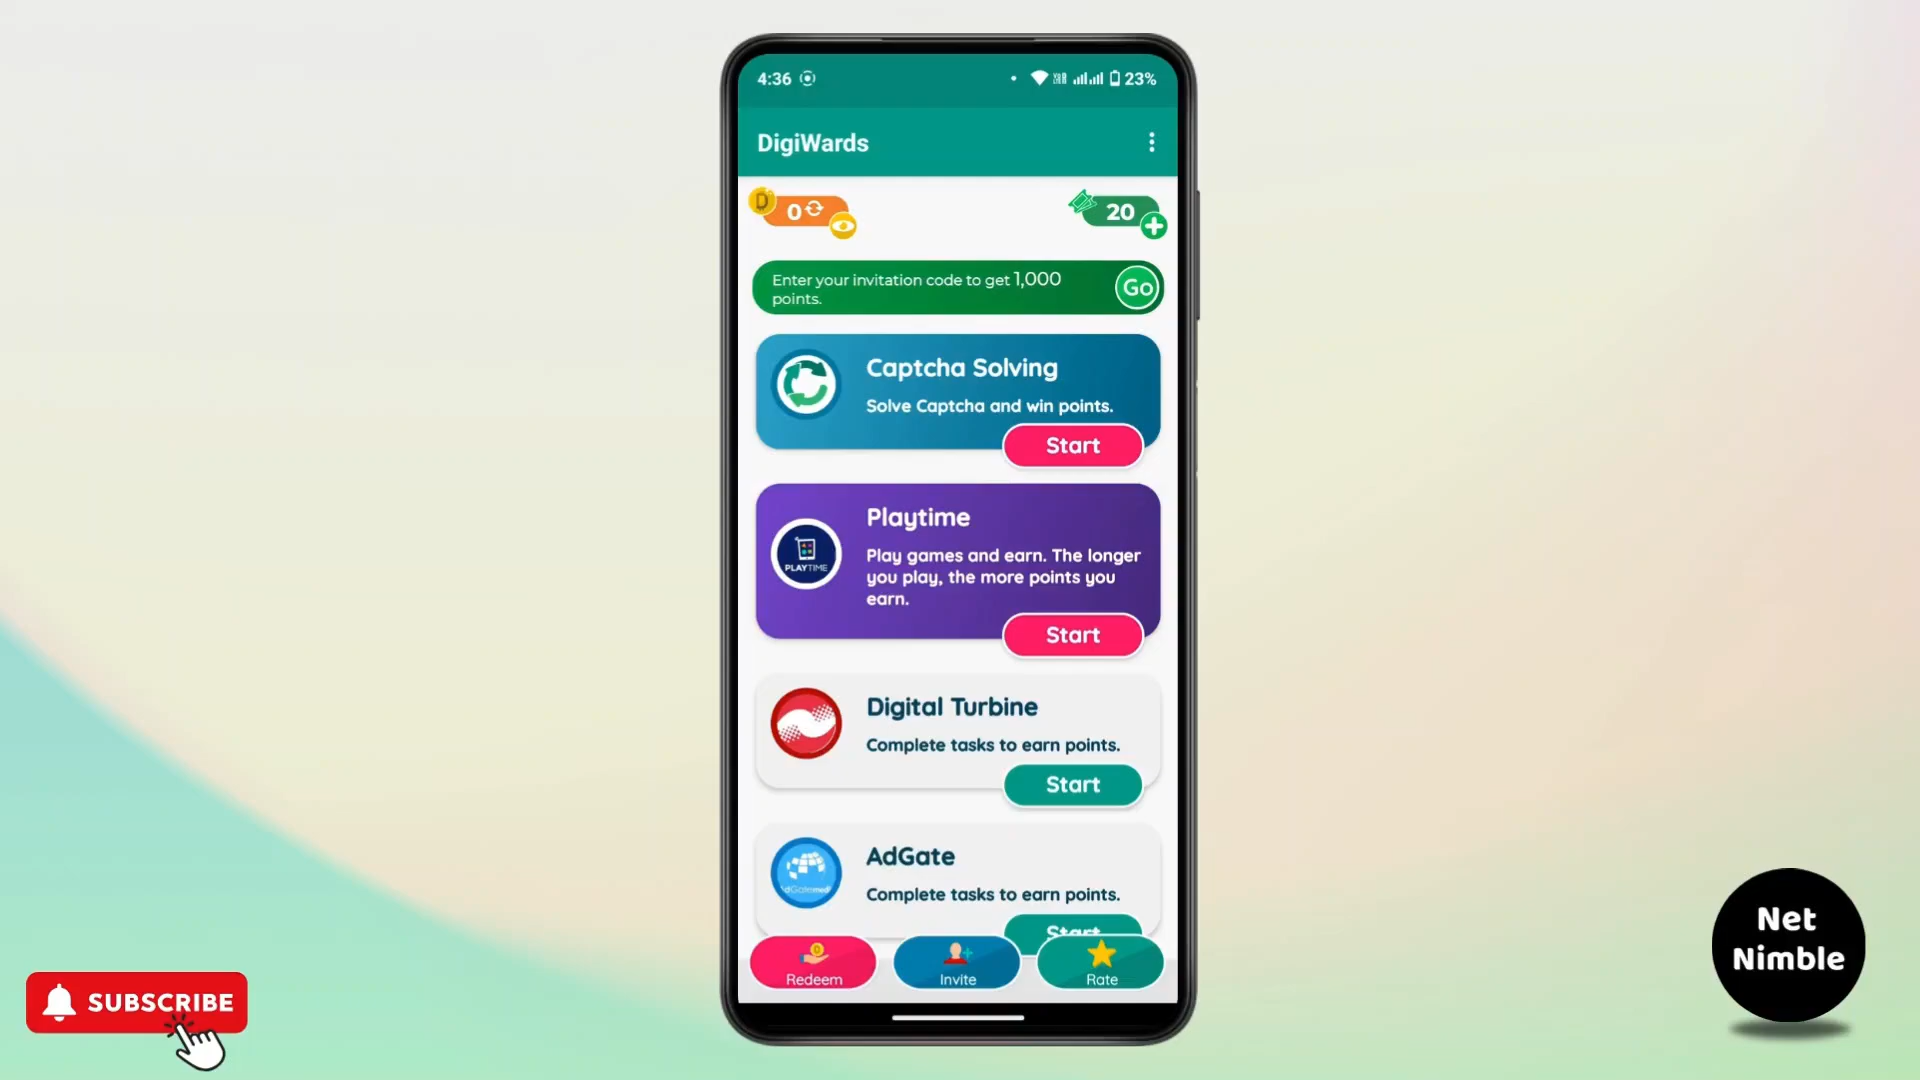 4:36
23%
DigiWards
0
20
Enter your invitation code to get 1,000
points.
Go
Captcha Solving
Solve Captcha and win points.
Start
Playtime
PLAYTIME
Play games and earn. The longer
you play, the more points you
earn.
Start
Digital Turbine
Complete tasks to earn points.
Start
AdGate
Complete tasks to earn points.
Start
Redeem
Invite
Rate
SUBSCRIBE
Net
Nimble